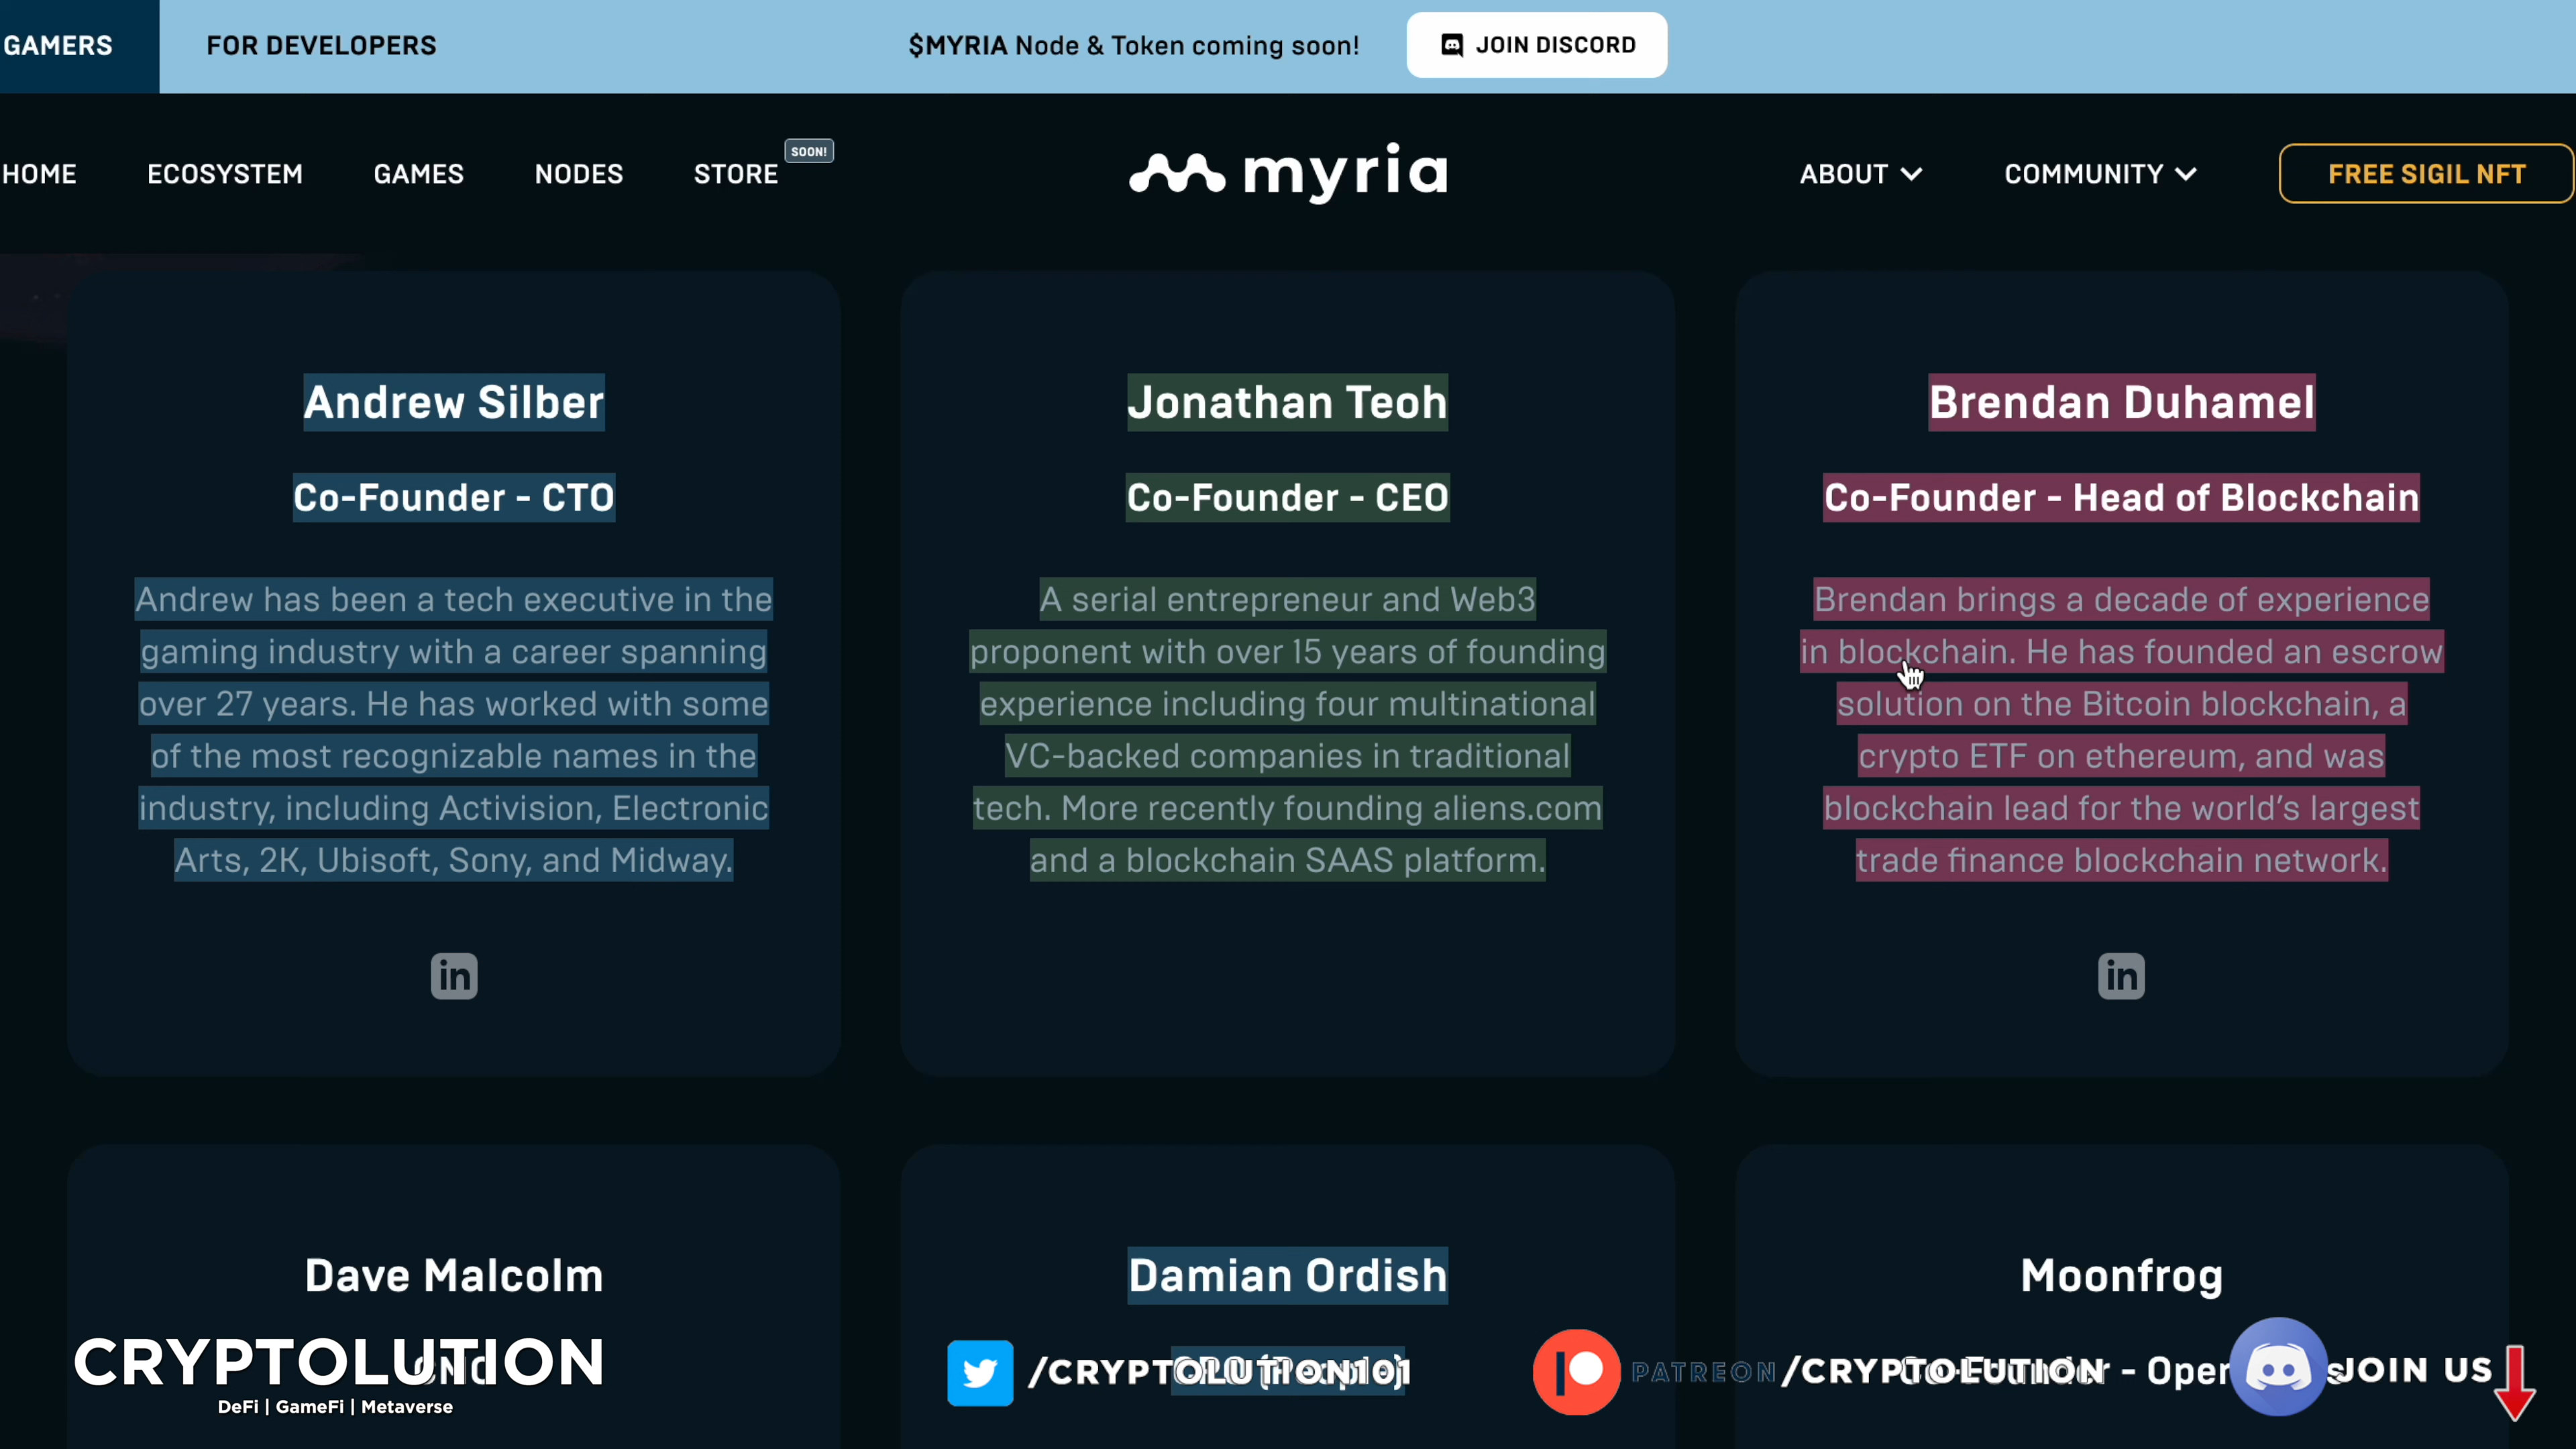 GAMERS
FOR DEVELOPERS
$MYRIA Node & Token coming soon!
JOIN DISCORD
HOME
ECOSYSTEM
GAMES
NODES
STORE
SOON!
myria
ABOUT
COMMUNITY
FREE SIGIL NFT
Andrew Silber
Co-Founder - CTO
Andrew has been a tech executive in the
gaming industry with a career spanning
over 27 years. He has worked with some
of the most recognizable names in the
industry, including Activision, Electronic
Arts, 2K, Ubisoft, Sony, and Midway.
in
Jonathan Teoh
Co-Founder - CEO
A serial entrepreneur and Web3
proponent with over 15 years of founding
experience including four multinational
VC-backed companies in traditional
tech. More recently founding aliens.com
and a blockchain SAAS platform.
Brendan Duhamel
Co-Founder - Head of Blockchain
Brendan brings a decade of experience
in blockchain. He has founded an escrow
solution on the Bitcoin blockchain, a
crypto ETF on ethereum, and was
blockchain lead for the world's largest
trade finance blockchain network.
in
Dave Malcolm
Damian Ordish
Moonfrog
CRYPTOLUTION
DeFi | GameFi | Metaverse
/CRYPTOLUTION101
PATREON /CRYPTOLUTION
JOIN US